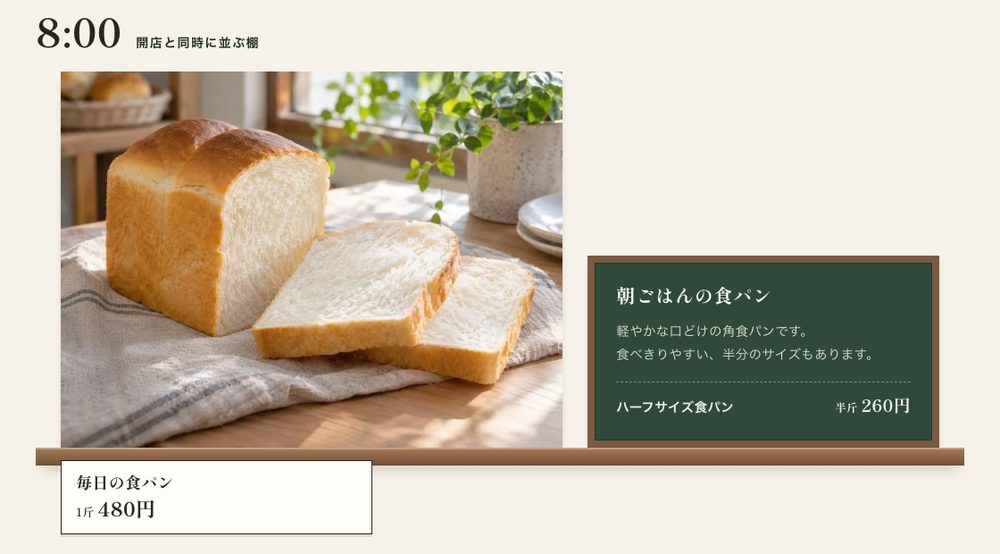 8:00 開店と同時に並ぶ棚
朝ごはんの食パン
軽やかな口どけの角食パンです。
食べきりやすい、半分のサイズもあります。
ハーフサイズ食パン 半斤 260円
毎日の食パン
1斤 480円